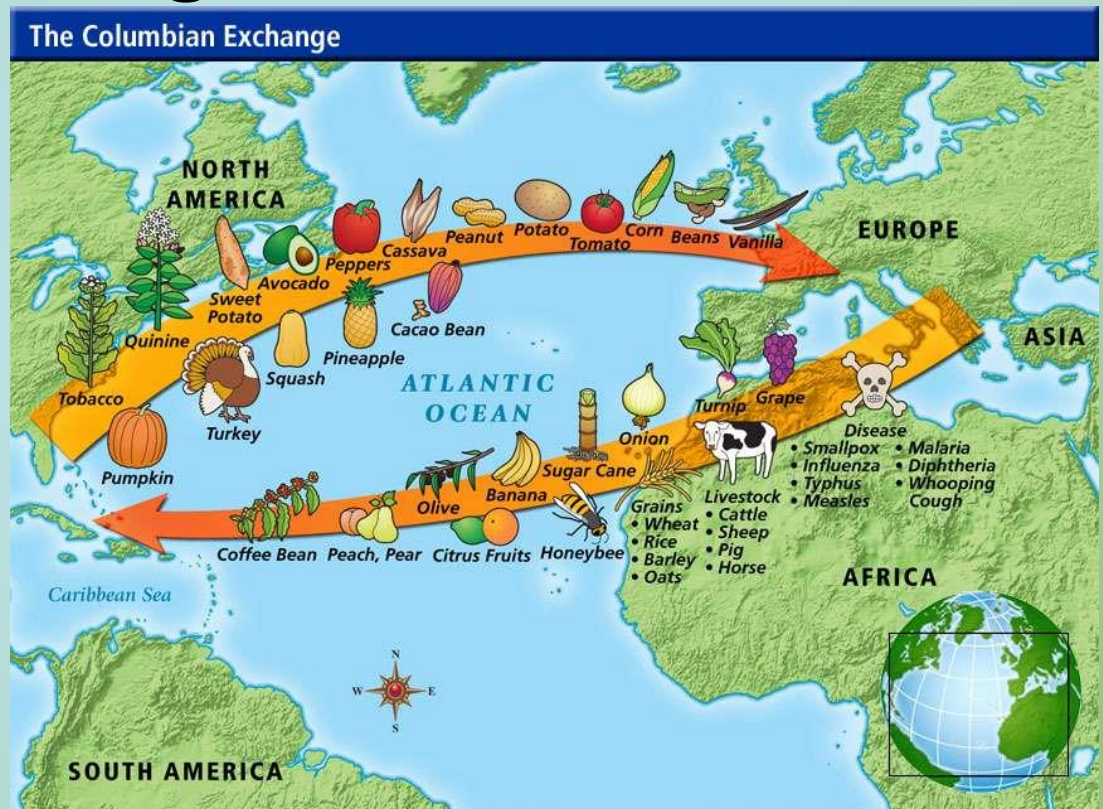 The Columbian Exchange
NORTH
AMERICA
EUROPE
ASIA
AFRICA
SOUTH AMERICA
ATLANTIC
OCEAN
Caribbean Sea
Tobacco
Quinine
Sweet
Potato
Avocado
Peppers
Cassava
Peanut
Potato
Tomato
Corn
Beans
Vanilla
Pumpkin
Turkey
Squash
Pineapple
Cacao Bean
Coffee Bean
Peach, Pear
Olive
Citrus Fruits
Banana
Honeybee
Sugar Cane
Onion
Turnip
Grape
Grains
• Wheat
• Rice
• Barley
• Oats
Livestock
• Cattle
• Sheep
• Pig
• Horse
Disease
• Smallpox
• Influenza
• Typhus
• Measles
• Malaria
• Diphtheria
• Whooping
Cough
N
W
E
S